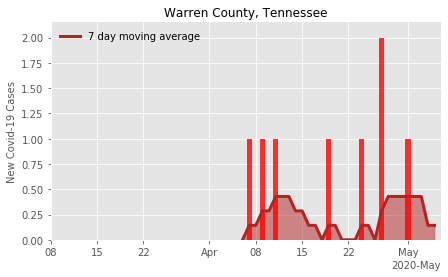 Warren County, Tennessee
7 day moving average
New Covid-19 Cases
2.00
1.75
1.50
1.25
1.00
0.75
0.50
0.25
0.00
08 15 22 Apr 08 15 22 May
2020-May